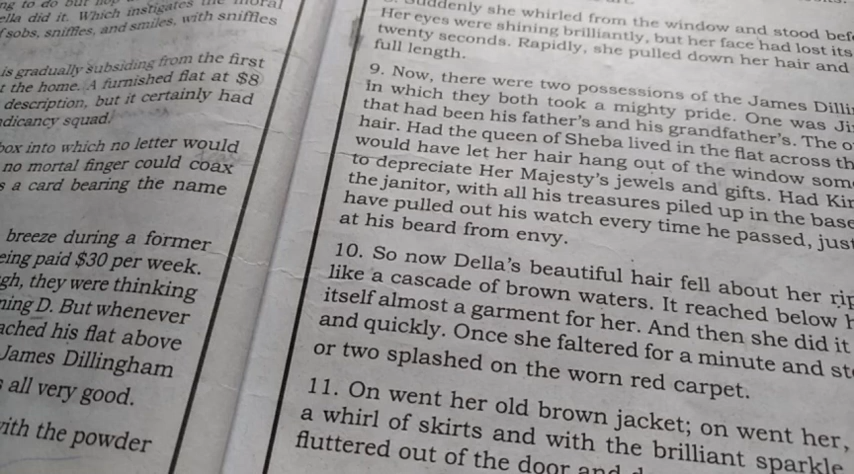 ng to do but flop
ella did it. Which instigates the moral
f sobs, sniffles, and smiles, with sniffles
is gradually subsiding from the first
t the home. A furnished flat at $8
description, but it certainly had
ndicancy squad.
box into which no letter would
no mortal finger could coax
s a card bearing the name
breeze during a former
eing paid $30 per week.
gh, they were thinking
ning D. But whenever
ached his flat above
James Dillingham
all very good.
with the powder
Suddenly she whirled from the window and stood befo
Her eyes were shining brilliantly, but her face had lost its
twenty seconds. Rapidly, she pulled down her hair and
full length.
9. Now, there were two possessions of the James Dillin
in which they both took a mighty pride. One was Ji
that had been his father's and his grandfather's. The o
hair. Had the queen of Sheba lived in the flat across th
would have let her hair hang out of the window som
to depreciate Her Majesty's jewels and gifts. Had Kin
the janitor, with all his treasures piled up in the base
have pulled out his watch every time he passed, just
at his beard from envy.
10. So now Della's beautiful hair fell about her rip
like a cascade of brown waters. It reached below h
itself almost a garment for her. And then she did it
and quickly. Once she faltered for a minute and sto
or two splashed on the worn red carpet.
11. On went her old brown jacket; on went her,
a whirl of skirts and with the brilliant sparkle
fluttered out of the door and d